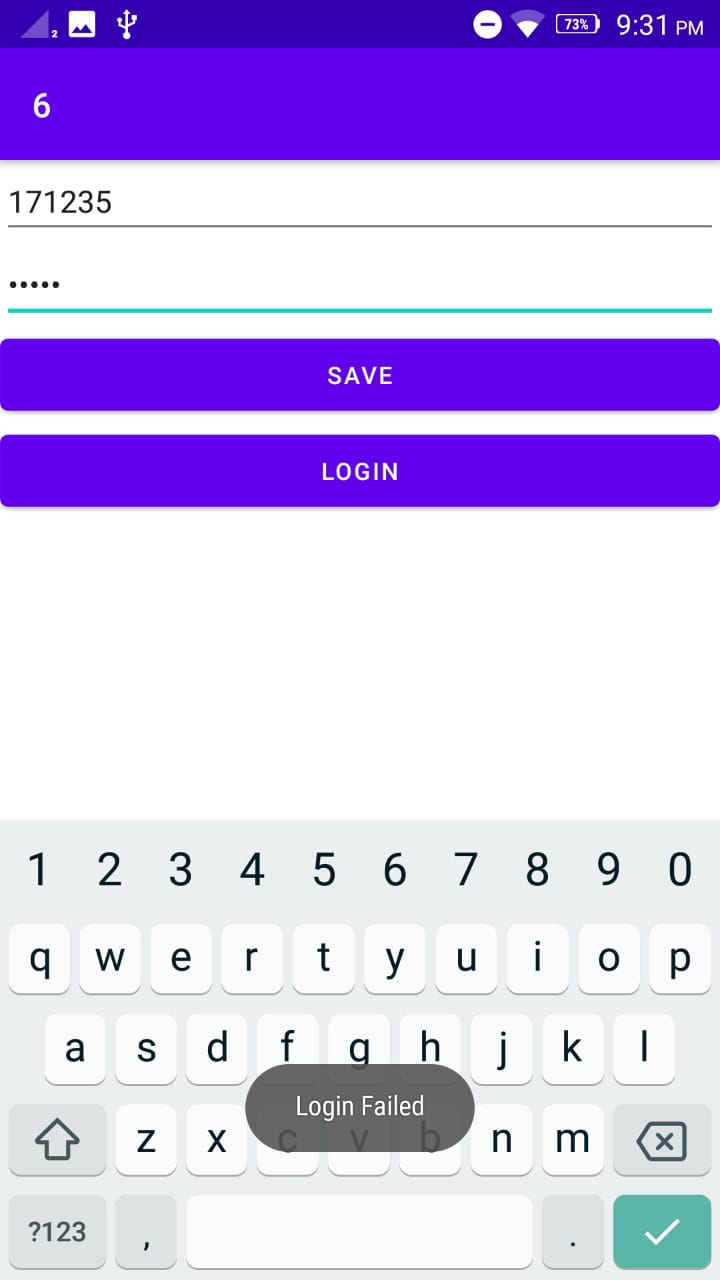 2 73% 9:31 PM
6
171235
•••••
SAVE
LOGIN
1 2 3 4 5 6 7 8 9 0
q w e r t y u i o p
a s d f g h j k l
Login Failed
z x c v b n m
?123 , .